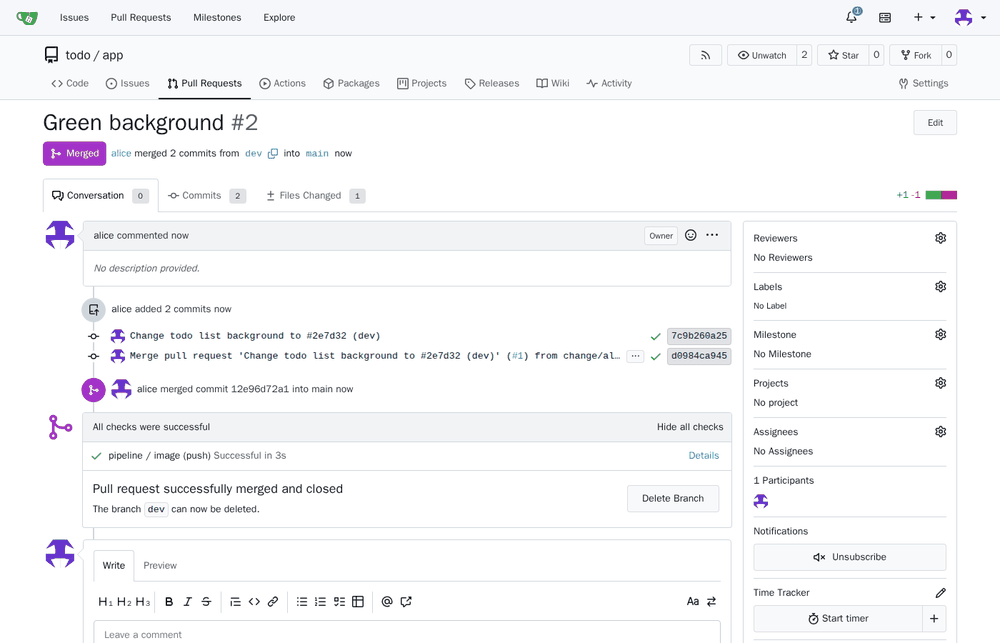 Issues Pull Requests Milestones Explore 1
todo / app Unwatch 2 Star 0 Fork 0
Code Issues Pull Requests Actions Packages Projects Releases Wiki Activity Settings
Green background #2 Edit
Merged alice merged 2 commits from dev into main now
Conversation 0 Commits 2 Files Changed 1 +1 -1
alice commented now Owner
No description provided.
alice added 2 commits now
Change todo list background to #2e7d32 (dev) 7c9b260a25
Merge pull request 'Change todo list background to #2e7d32 (dev)' (#1) from change/al… ... d0984ca945
alice merged commit 12e96d72a1 into main now
All checks were successful Hide all checks
pipeline / image (push) Successful in 3s Details
Pull request successfully merged and closed
The branch dev can now be deleted. Delete Branch
Write Preview
H1 H2 H3 B I S Aa
Leave a comment
Reviewers
No Reviewers
Labels
No Label
Milestone
No Milestone
Projects
No project
Assignees
No Assignees
1 Participants
Notifications
Unsubscribe
Time Tracker
Start timer +